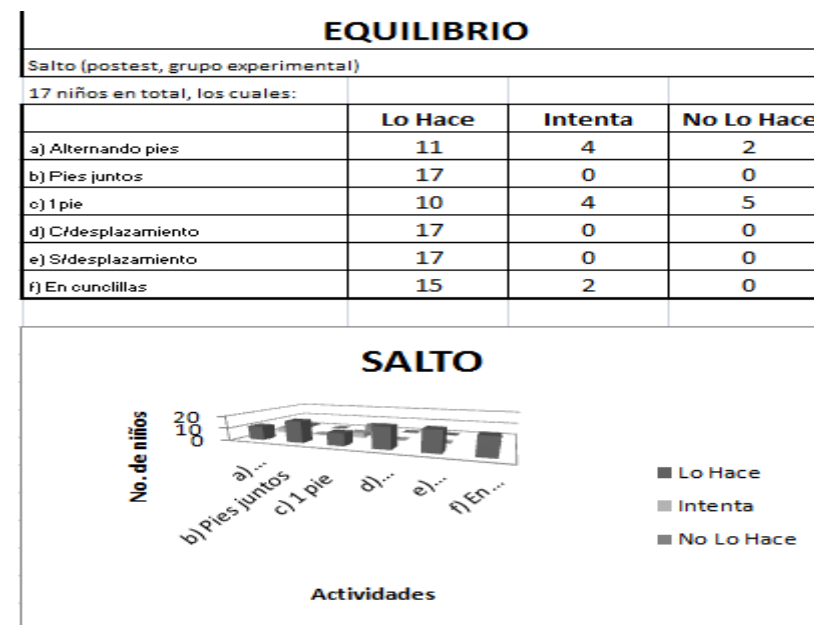 EQUILIBRIO
Salto (postest, grupo experimental)
17 niños en total, los cuales:
Lo Hace Intenta No Lo Hace
a) Alternando pies 11 4 2
b) Pies juntos 17 0 0
c) 1 pie 10 4 5
d) C/desplazamiento 17 0 0
e) S/desplazamiento 17 0 0
f) En cunclillas 15 2 0
SALTO
No. de niños
20
10
0
a)...
b) Pies juntos
c) 1 pie
d)...
e)...
f) En...
Lo Hace
Intenta
No Lo Hace
Actividades